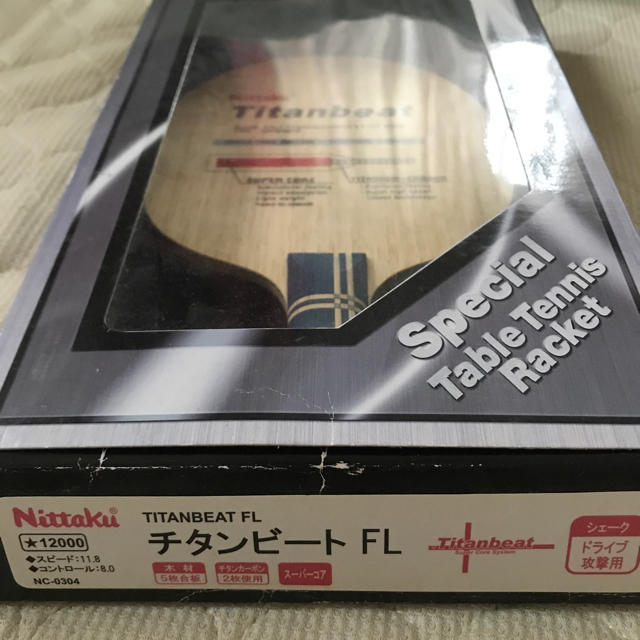 Titanbeat
Special
Table Tennis
Racket
Nittaku®
TITANBEAT FL
チタンビート FL
★12000
◆スピード:11.8
◆コントロール:8.0
NC-0304
木材
5枚合板
チタンカーボン
2枚使用
スーパーコア
Titanbeat
Super Core System
シェーク
ドライブ
攻撃用